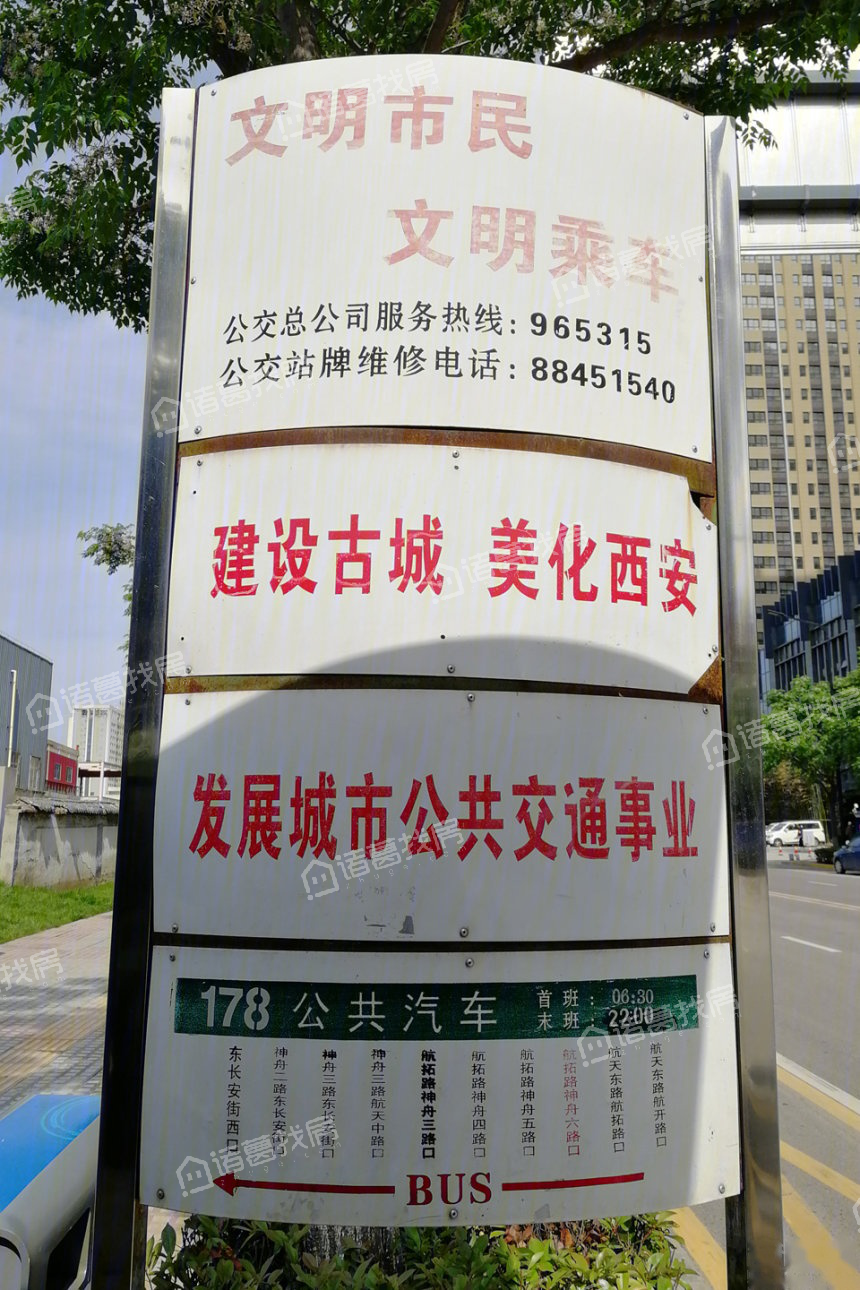 文明市民
文明乘车
公交总公司服务热线：965315
公交站牌维修电话：88451540
建设古城 美化西安
发展城市公共交通事业
178 公共汽车 首班：06:30
末班：22:00
东长安街西口
神舟二路东长安街口
神舟三路东长安街口
神舟三路航天中路口
航拓路神舟三路口
航拓路神舟四路口
航拓路神舟五路口
航拓路神舟六路口
航天东路航拓路口
航天东路航开路口
BUS
诸葛找房